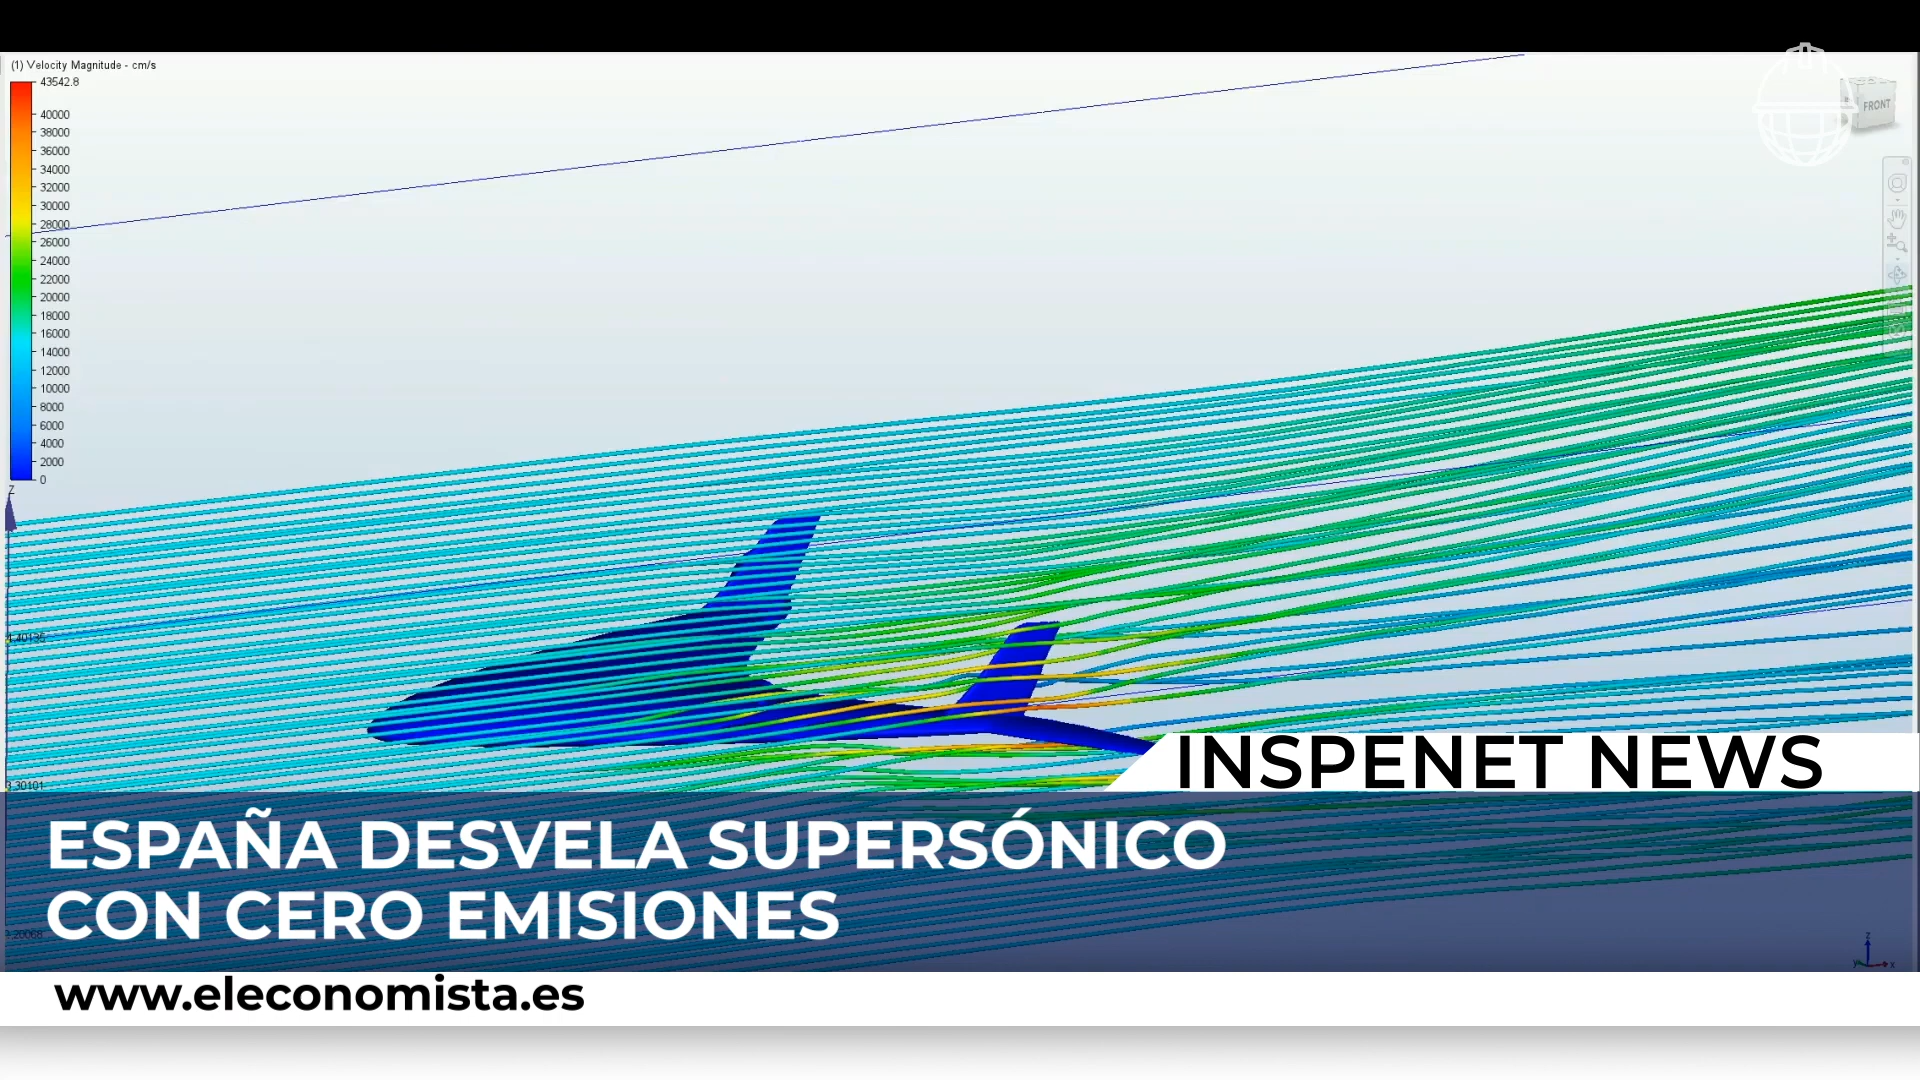 (1) Velocity Magnitude - cm/s
43542.8
40000
38000
36000
34000
32000
30000
28000
26000
24000
22000
20000
18000
16000
14000
12000
10000
8000
6000
4000
2000
0
Z
FRONT
3.30101
INSPENET NEWS
ESPAÑA DESVELA SUPERSÓNICO
CON CERO EMISIONES
Z
X
www.eleconomista.es